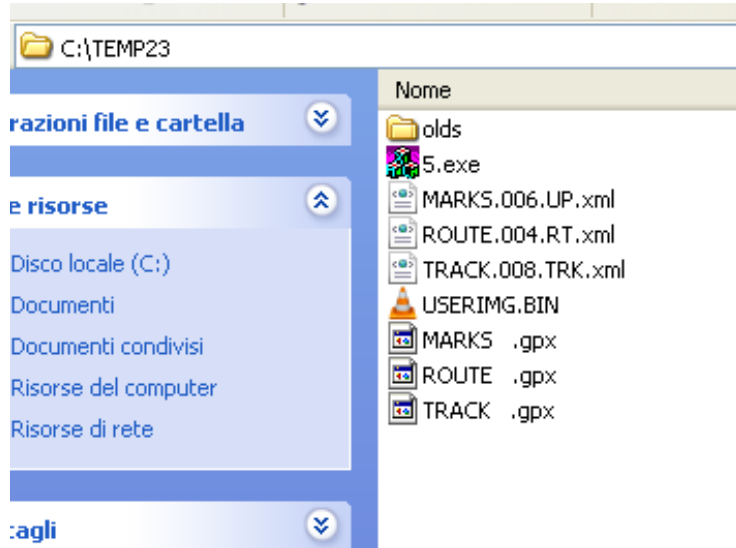 C:\TEMP23
razioni file e cartella
e risorse
Disco locale (C:)
Documenti
Documenti condivisi
Risorse del computer
Risorse di rete
tagli
Nome
olds
5.exe
MARKS.006.UP.xml
ROUTE.004.RT.xml
TRACK.008.TRK.xml
USERIMG.BIN
MARKS   .gpx
ROUTE   .gpx
TRACK   .gpx